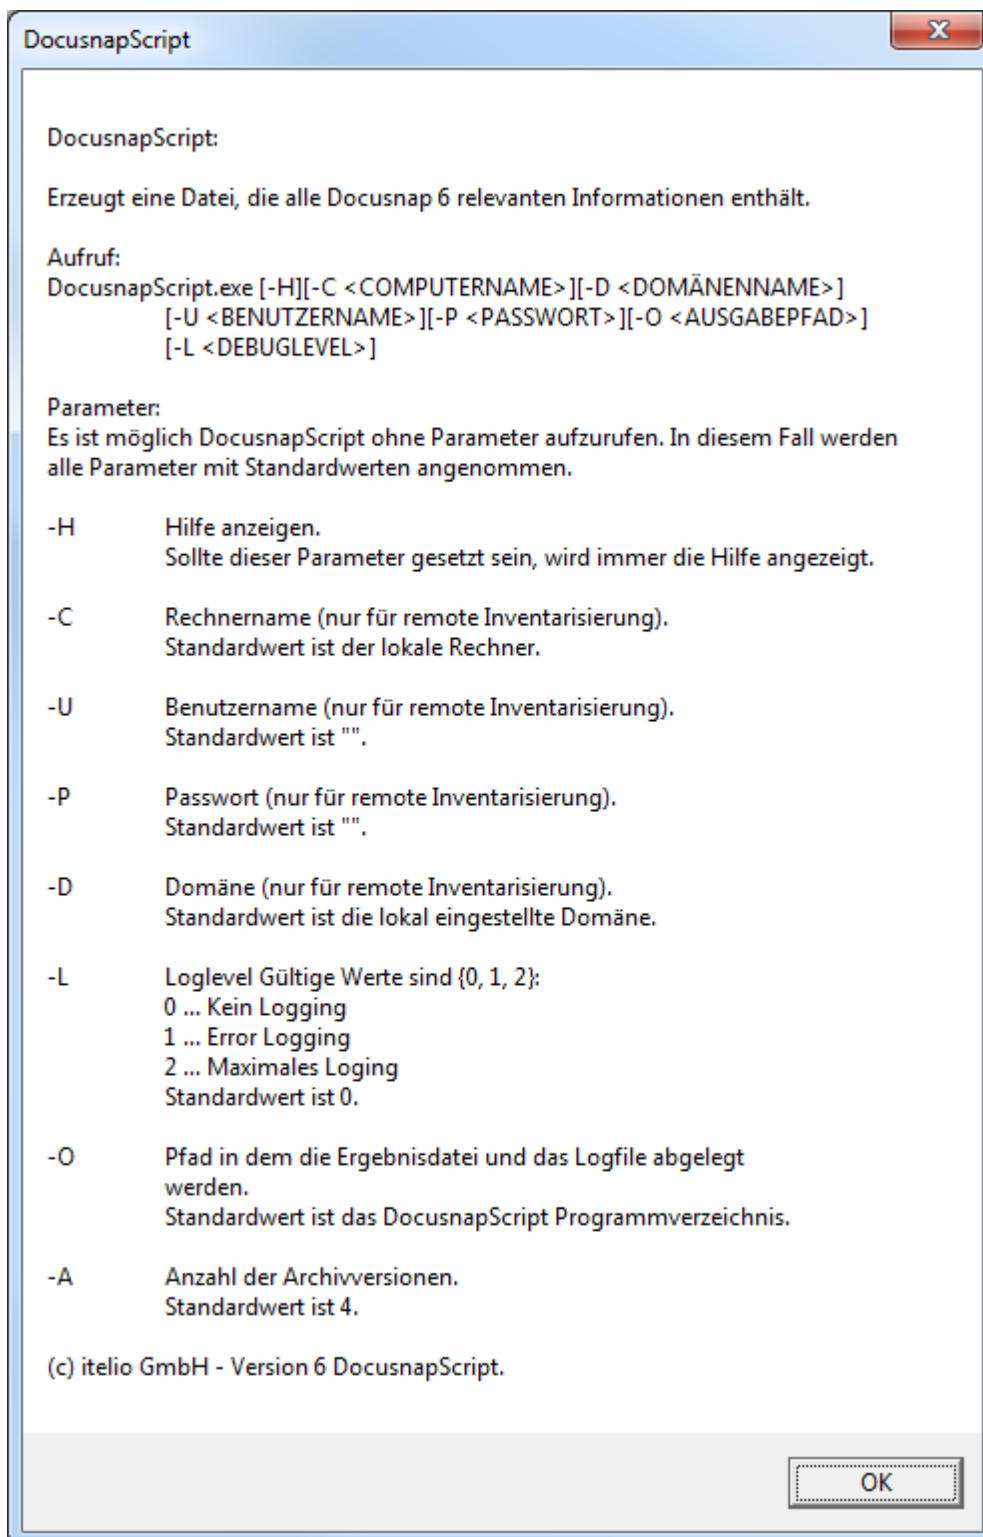 DocusnapScript
DocusnapScript:
Erzeugt eine Datei, die alle Docusnap 6 relevanten Informationen enthält.
Aufruf:
DocusnapScript.exe [-H][-C <COMPUTERNAME>][-D <DOMÄNENNAME>]
[-U <BENUTZERNAME>][-P <PASSWORT>][-O <AUSGABEPFAD>]
[-L <DEBUGLEVEL>]
Parameter:
Es ist möglich DocusnapScript ohne Parameter aufzurufen. In diesem Fall werden
alle Parameter mit Standardwerten angenommen.
-H Hilfe anzeigen.
Sollte dieser Parameter gesetzt sein, wird immer die Hilfe angezeigt.
-C Rechnername (nur für remote Inventarisierung).
Standardwert ist der lokale Rechner.
-U Benutzername (nur für remote Inventarisierung).
Standardwert ist "".
-P Passwort (nur für remote Inventarisierung).
Standardwert ist "".
-D Domäne (nur für remote Inventarisierung).
Standardwert ist die lokal eingestellte Domäne.
-L Loglevel Gültige Werte sind {0, 1, 2}:
0 ... Kein Logging
1 ... Error Logging
2 ... Maximales Loging
Standardwert ist 0.
-O Pfad in dem die Ergebnisdatei und das Logfile abgelegt
werden.
Standardwert ist das DocusnapScript Programmverzeichnis.
-A Anzahl der Archivversionen.
Standardwert ist 4.
(c) itelio GmbH - Version 6 DocusnapScript.
OK